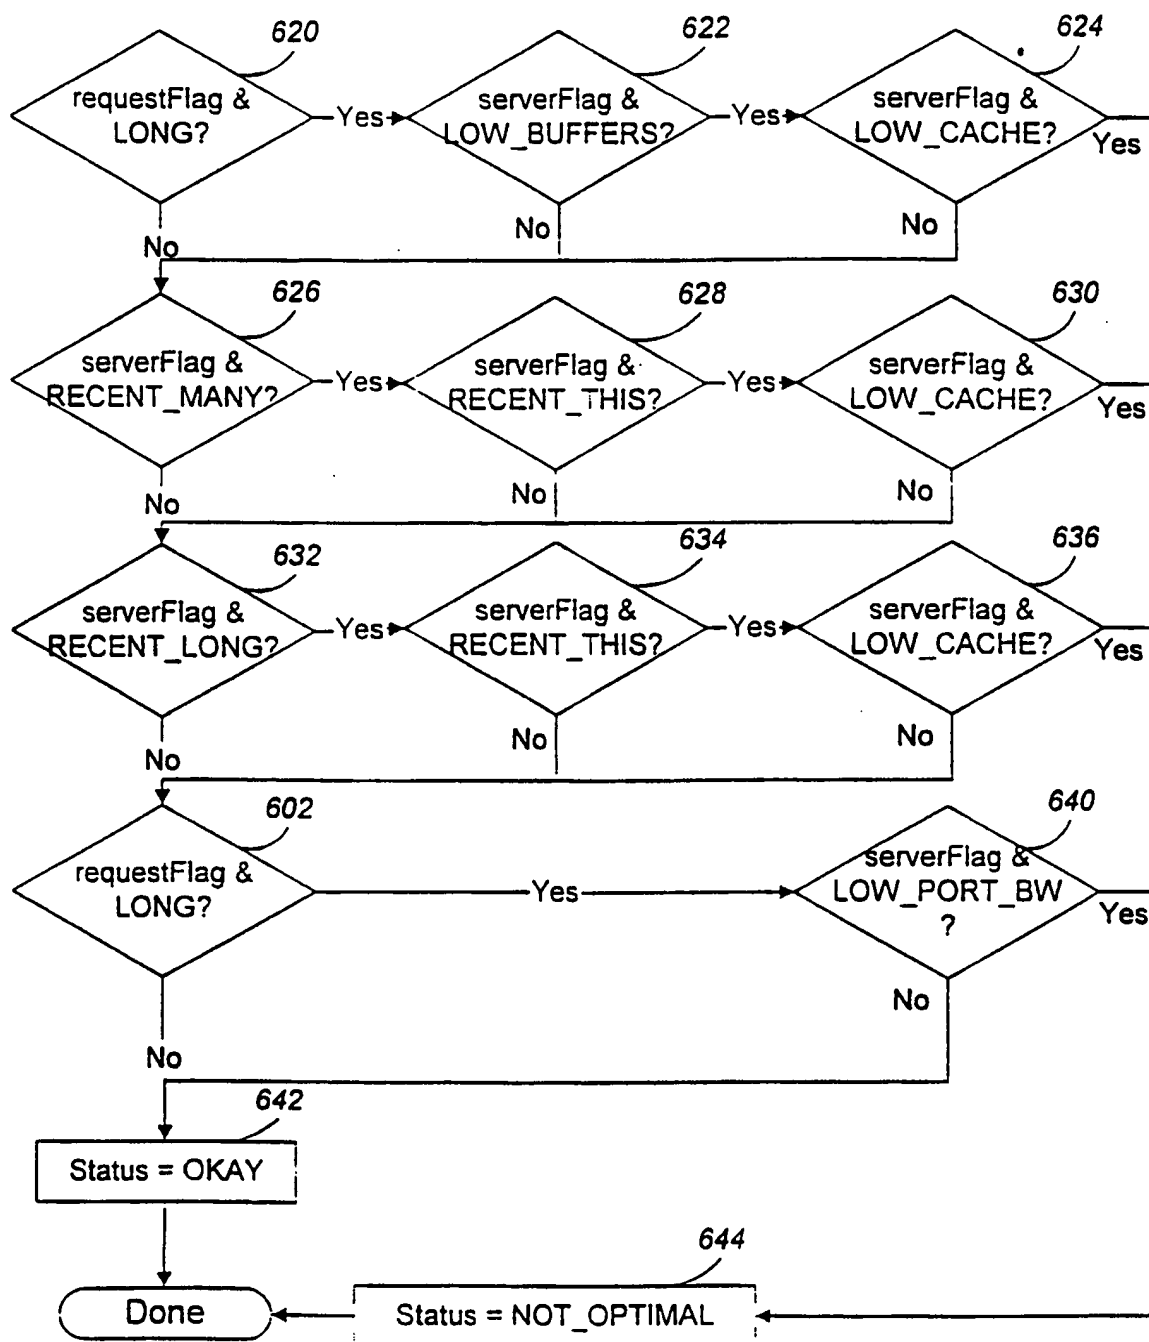 620
622
624
requestFlag &
LONG?
Yes
serverFlag &
LOW_BUFFERS?
Yes
serverFlag &
LOW_CACHE?
Yes
No
No
No
626
628
630
serverFlag &
RECENT_MANY?
Yes
serverFlag &
RECENT_THIS?
Yes
serverFlag &
LOW_CACHE?
Yes
No
No
No
632
634
636
serverFlag &
RECENT_LONG?
Yes
serverFlag &
RECENT_THIS?
Yes
serverFlag &
LOW_CACHE?
Yes
No
No
No
602
640
requestFlag &
LONG?
Yes
serverFlag &
LOW_PORT_BW
?
Yes
No
No
642
Status = OKAY
644
Done
Status = NOT_OPTIMAL